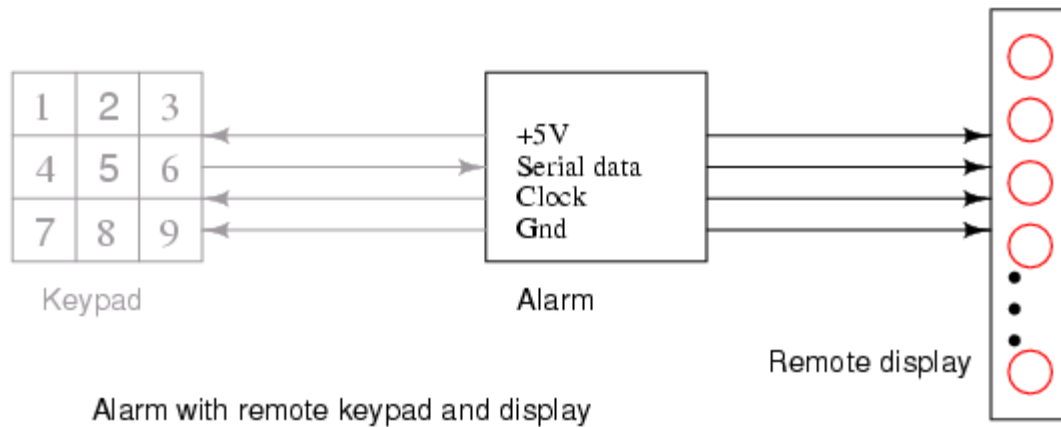 1 2 3
4 5 6
7 8 9
Keypad
+5V
Serial data
Clock
Gnd
Alarm
Remote display
Alarm with remote keypad and display